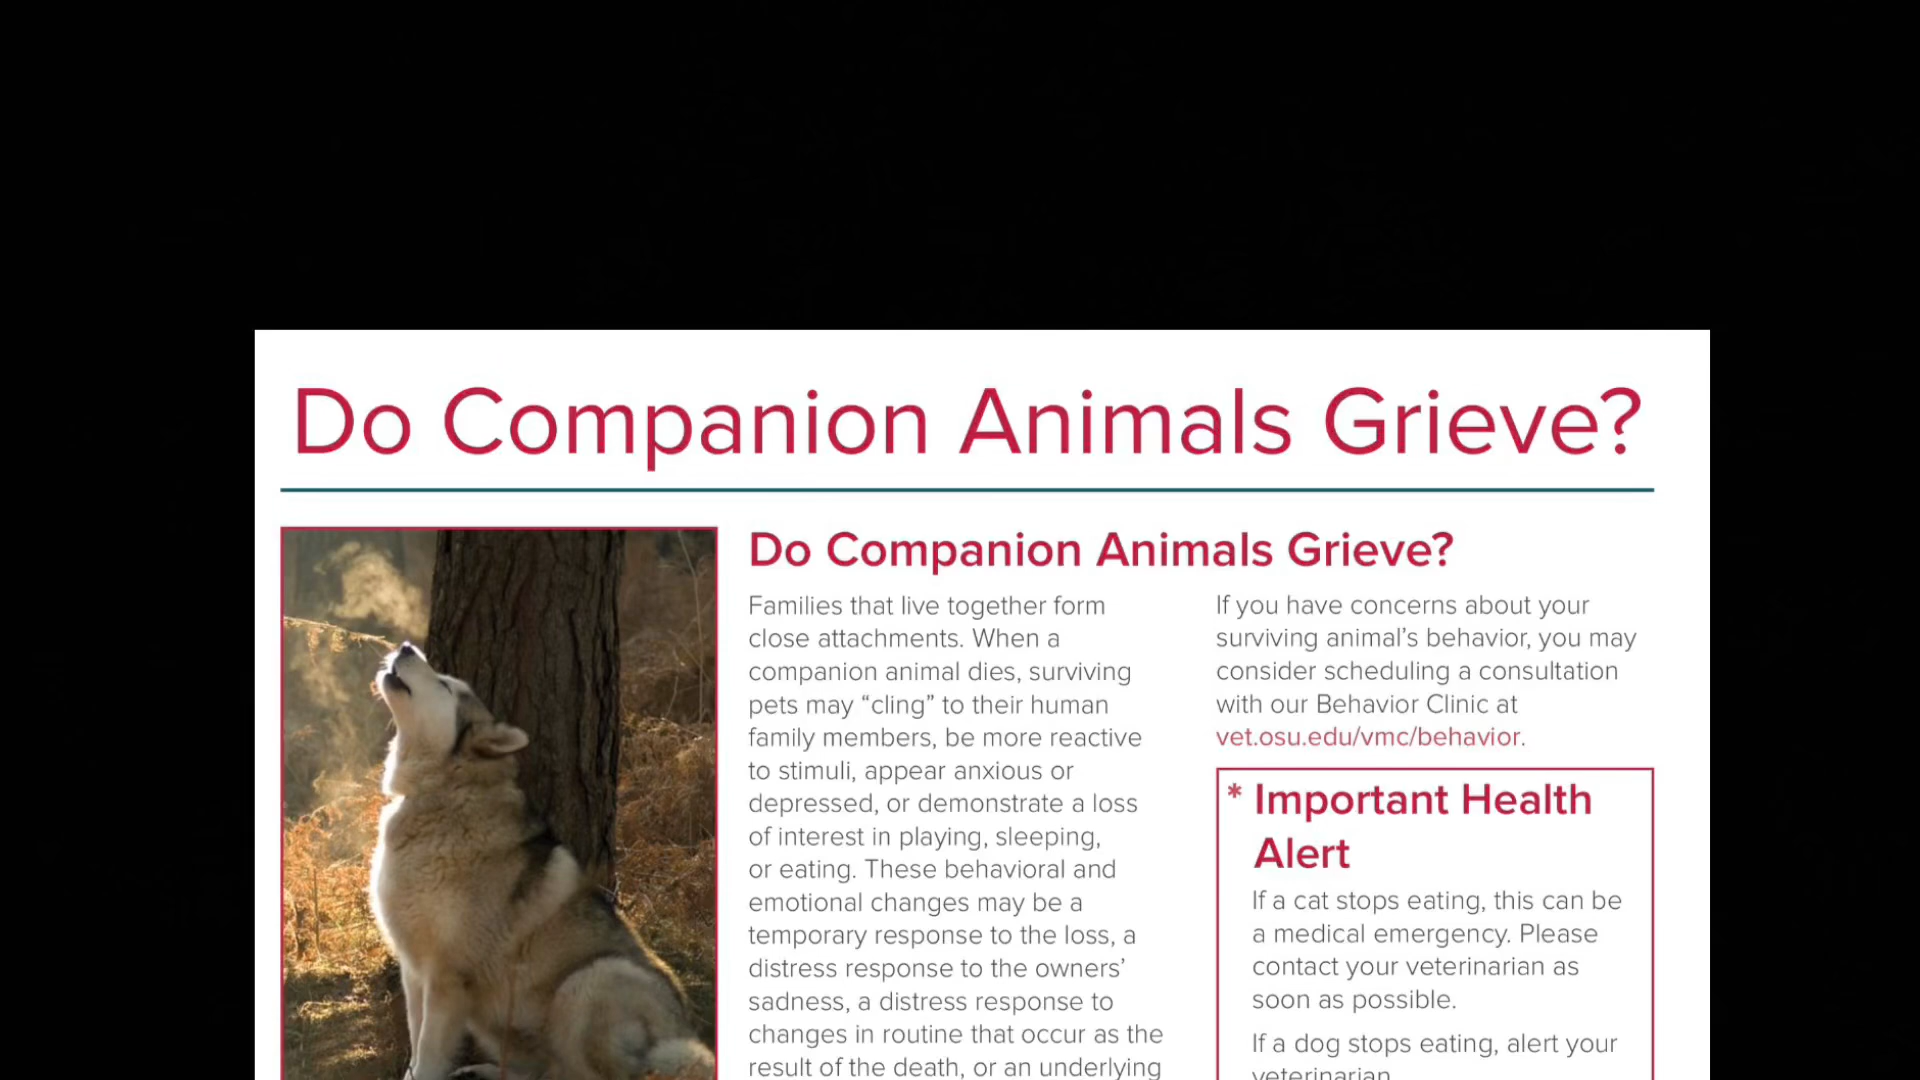 Do Companion Animals Grieve?
Do Companion Animals Grieve?
Families that live together form
close attachments. When a
companion animal dies, surviving
pets may “cling” to their human
family members, be more reactive
to stimuli, appear anxious or
depressed, or demonstrate a loss
of interest in playing, sleeping,
or eating. These behavioral and
emotional changes may be a
temporary response to the loss, a
distress response to the owners’
sadness, a distress response to
changes in routine that occur as the
result of the death, or an underlying
If you have concerns about your
surviving animal’s behavior, you may
consider scheduling a consultation
with our Behavior Clinic at
vet.osu.edu/vmc/behavior.
* Important Health
Alert
If a cat stops eating, this can be
a medical emergency. Please
contact your veterinarian as
soon as possible.
If a dog stops eating, alert your
veterinarian